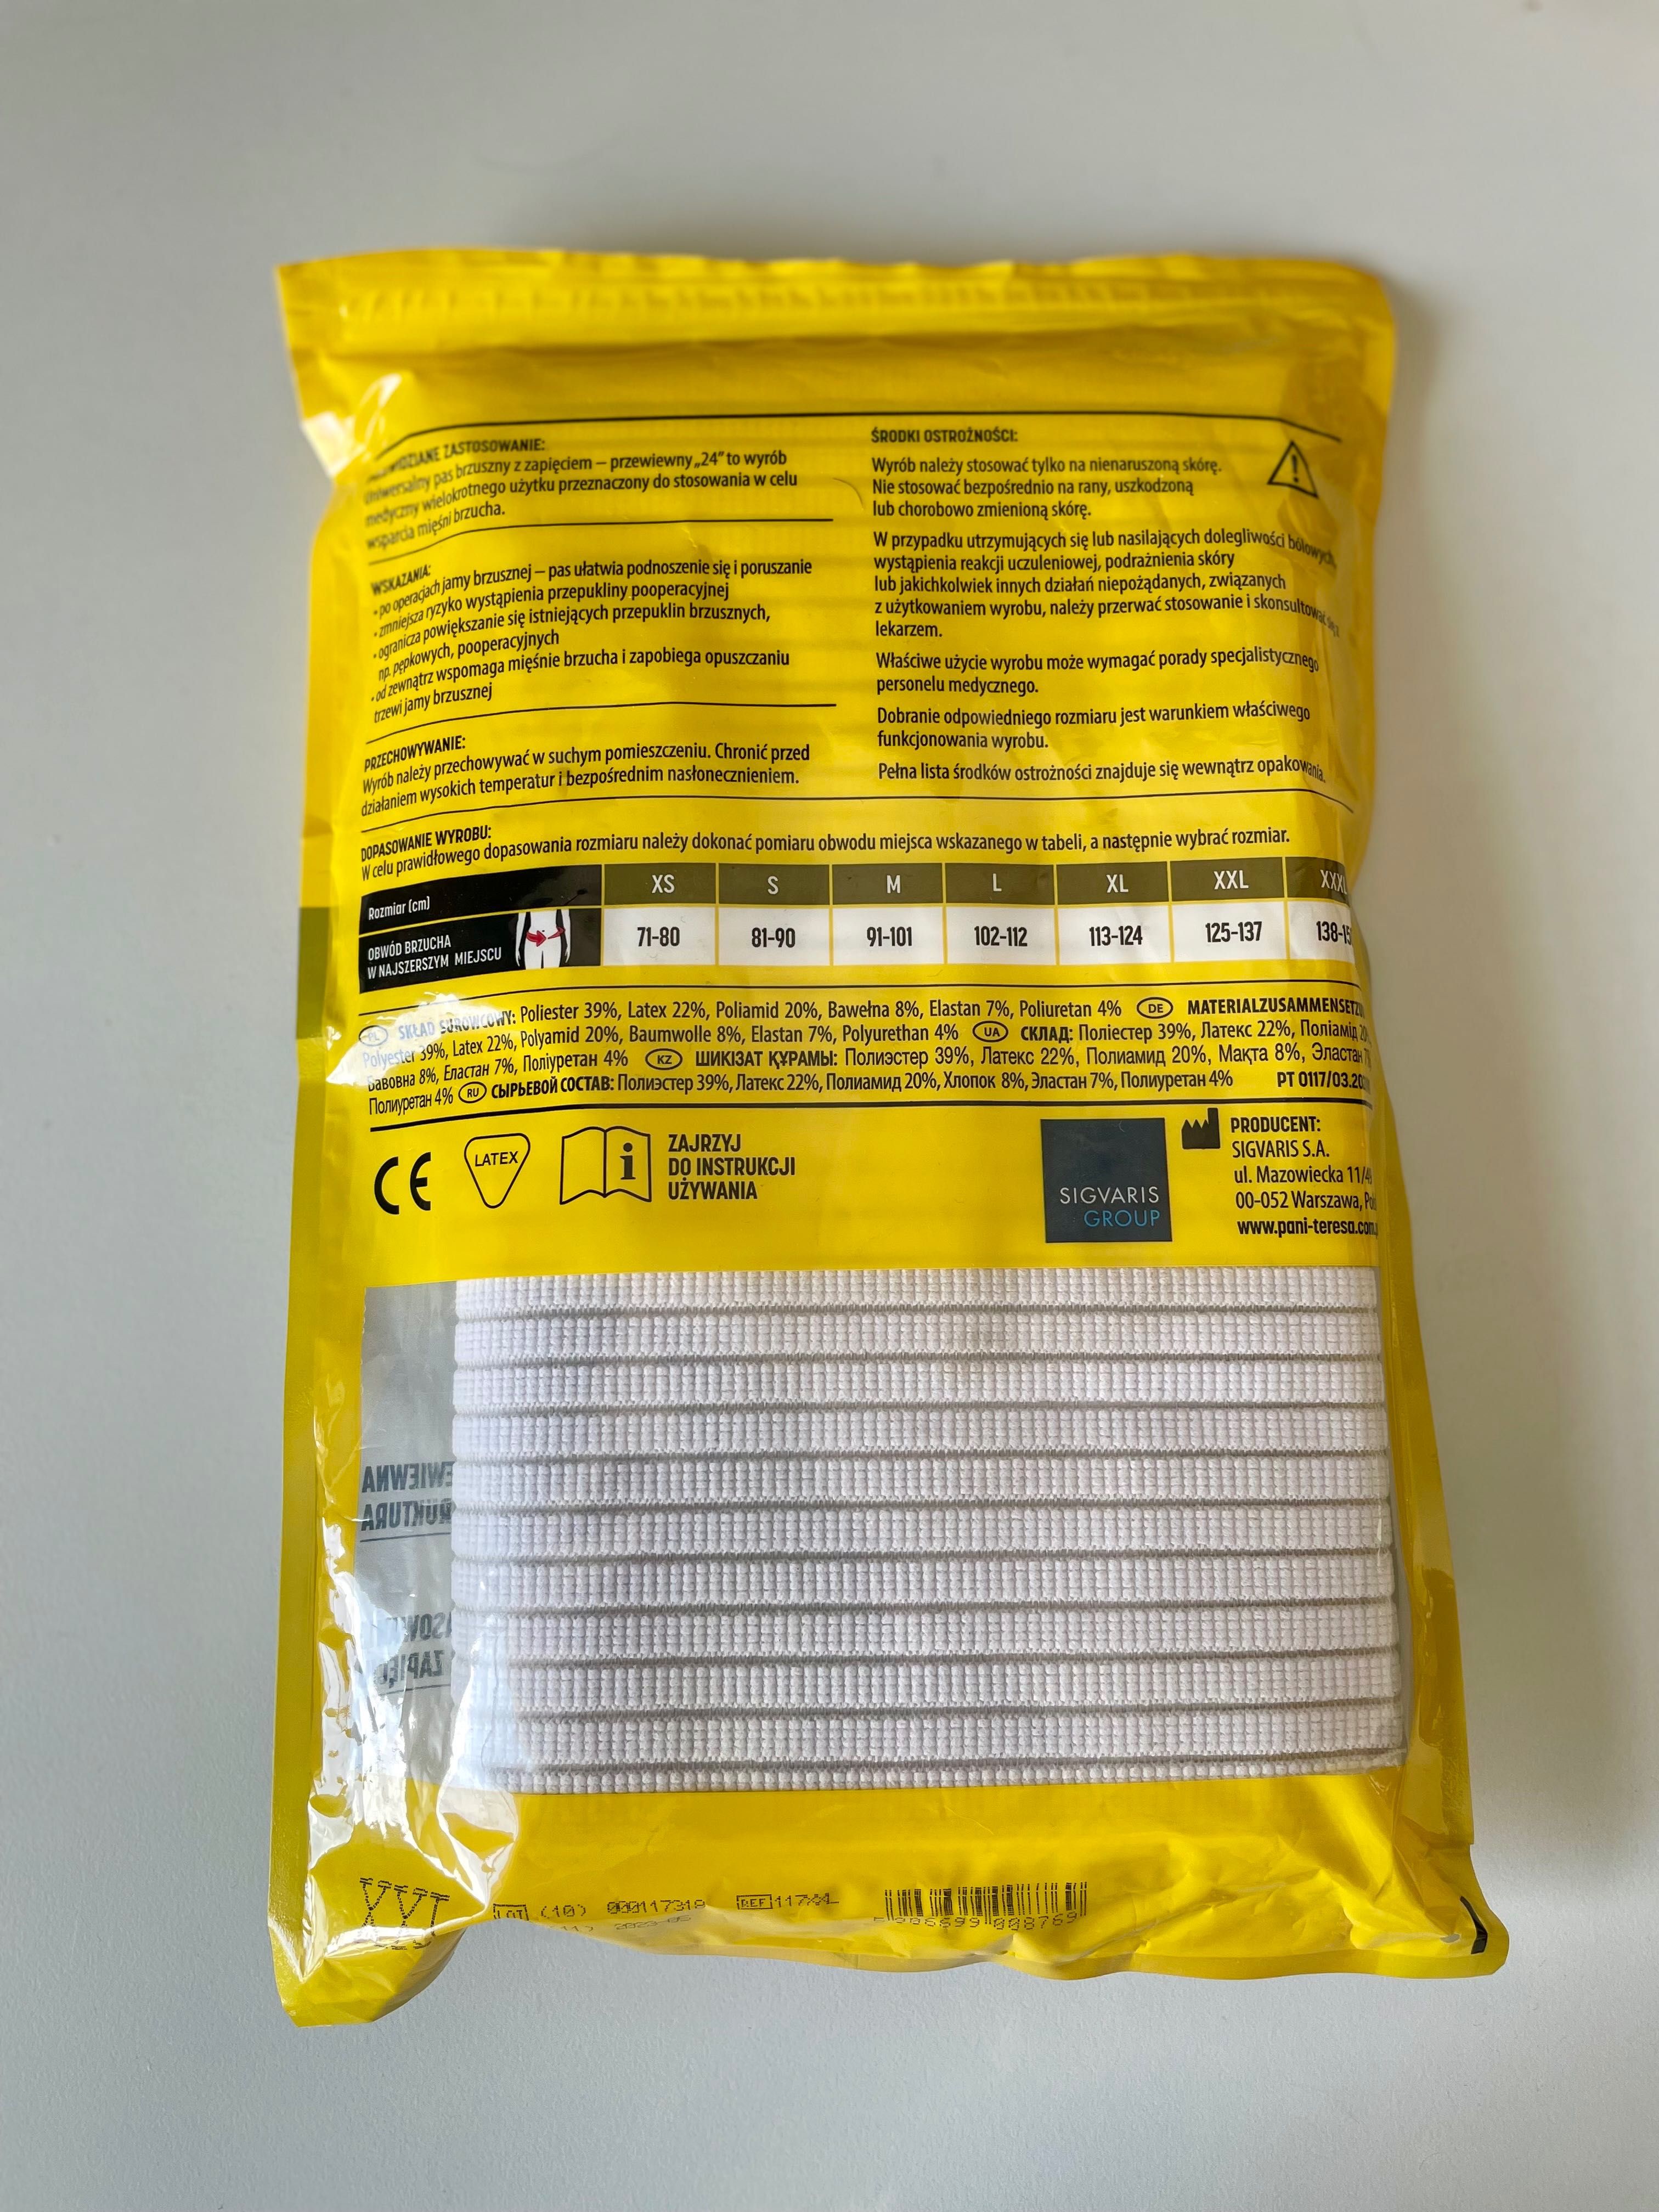 ZASTOSOWANIE:
Uniwersalny pas brzuszny z zapięciem – przewiewny „24” to wyrób
medyczny wielokrotnego użytku przeznaczony do stosowania w celu
wsparcia mięśni brzucha.
WSKAZANIA:
• po operacjach jamy brzusznej – pas ułatwia podnoszenie się i poruszanie
• zmniejsza ryzyko wystąpienia przepukliny pooperacyjnej
• ogranicza powiększanie się istniejących przepuklin brzusznych,
np. pępkowych, pooperacyjnych
• od zewnątrz wspomaga mięśnie brzucha i zapobiega opuszczaniu
trzewi jamy brzusznej
PRZECHOWYWANIE:
Wyrób należy przechowywać w suchym pomieszczeniu. Chronić przed
działaniem wysokich temperatur i bezpośrednim nasłonecznieniem.
ŚRODKI OSTROŻNOŚCI:
Wyrób należy stosować tylko na nienaruszoną skórę.
Nie stosować bezpośrednio na rany, uszkodzoną
lub chorobowo zmienioną skórę.
W przypadku utrzymujących się lub nasilających dolegliwości bólowych,
wystąpienia reakcji uczuleniowej, podrażnienia skóry
lub jakichkolwiek innych działań niepożądanych, związanych
z użytkowaniem wyrobu, należy przerwać stosowanie i skonsultować się z
lekarzem.
Właściwe użycie wyrobu może wymagać porady specjalistycznego
personelu medycznego.
Dobranie odpowiedniego rozmiaru jest warunkiem właściwego
funkcjonowania wyrobu.
Pełna lista środków ostrożności znajduje się wewnątrz opakowania.
DOPASOWANIE WYROBU:
W celu prawidłowego dopasowania rozmiaru należy dokonać pomiaru obwodu miejsca wskazanego w tabeli, a następnie wybrać rozmiar.
Rozmiar (cm) XS S M L XL XXL XXXL
OBWÓD BRZUCHA
W NAJSZERSZYM MIEJSCU 71-80 81-90 91-101 102-112 113-124 125-137 138-15
PL SKŁAD SUROWCOWY: Poliester 39%, Latex 22%, Poliamid 20%, Bawełna 8%, Elastan 7%, Poliuretan 4% DE MATERIALZUSAMMENSETZU
Polyester 39%, Latex 22%, Polyamid 20%, Baumwolle 8%, Elastan 7%, Polyurethan 4% UA СКЛАД: Поліестер 39%, Латекс 22%, Поліамід 20%
Бавовна 8%, Еластан 7%, Поліуретан 4% KZ ШИКІЗАТ ҚҰРАМЫ: Полиэстер 39%, Латекс 22%, Полиамид 20%, Мақта 8%, Эластан 7%
Полиуретан 4% RU СЫРЬЕВОЙ СОСТАВ: Полиэстер 39%, Латекс 22%, Полиамид 20%, Хлопок 8%, Эластан 7%, Полиуретан 4% PT 0117/03.20
CE
LATEX
i
ZAJRZYJ
DO INSTRUKCJI
UŻYWANIA
SIGVARIS
GROUP
PRODUCENT:
SIGVARIS S.A.
ul. Mazowiecka 11/49
00-052 Warszawa, Pol
www.pani-teresa.com.
XXL
LOT (10) 000117318 REF 117XXL